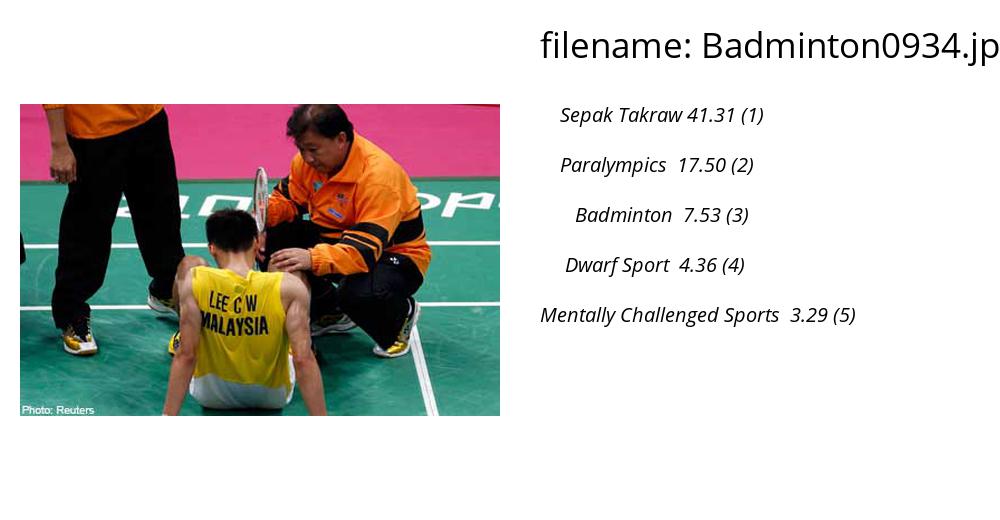 filename: Badminton0934.jp
Sepak Takraw 41.31 (1)
Paralympics 17.50 (2)
Badminton 7.53 (3)
Dwarf Sport 4.36 (4)
Mentally Challenged Sports 3.29 (5)
LEE C W
MALAYSIA
Photo: Reuters